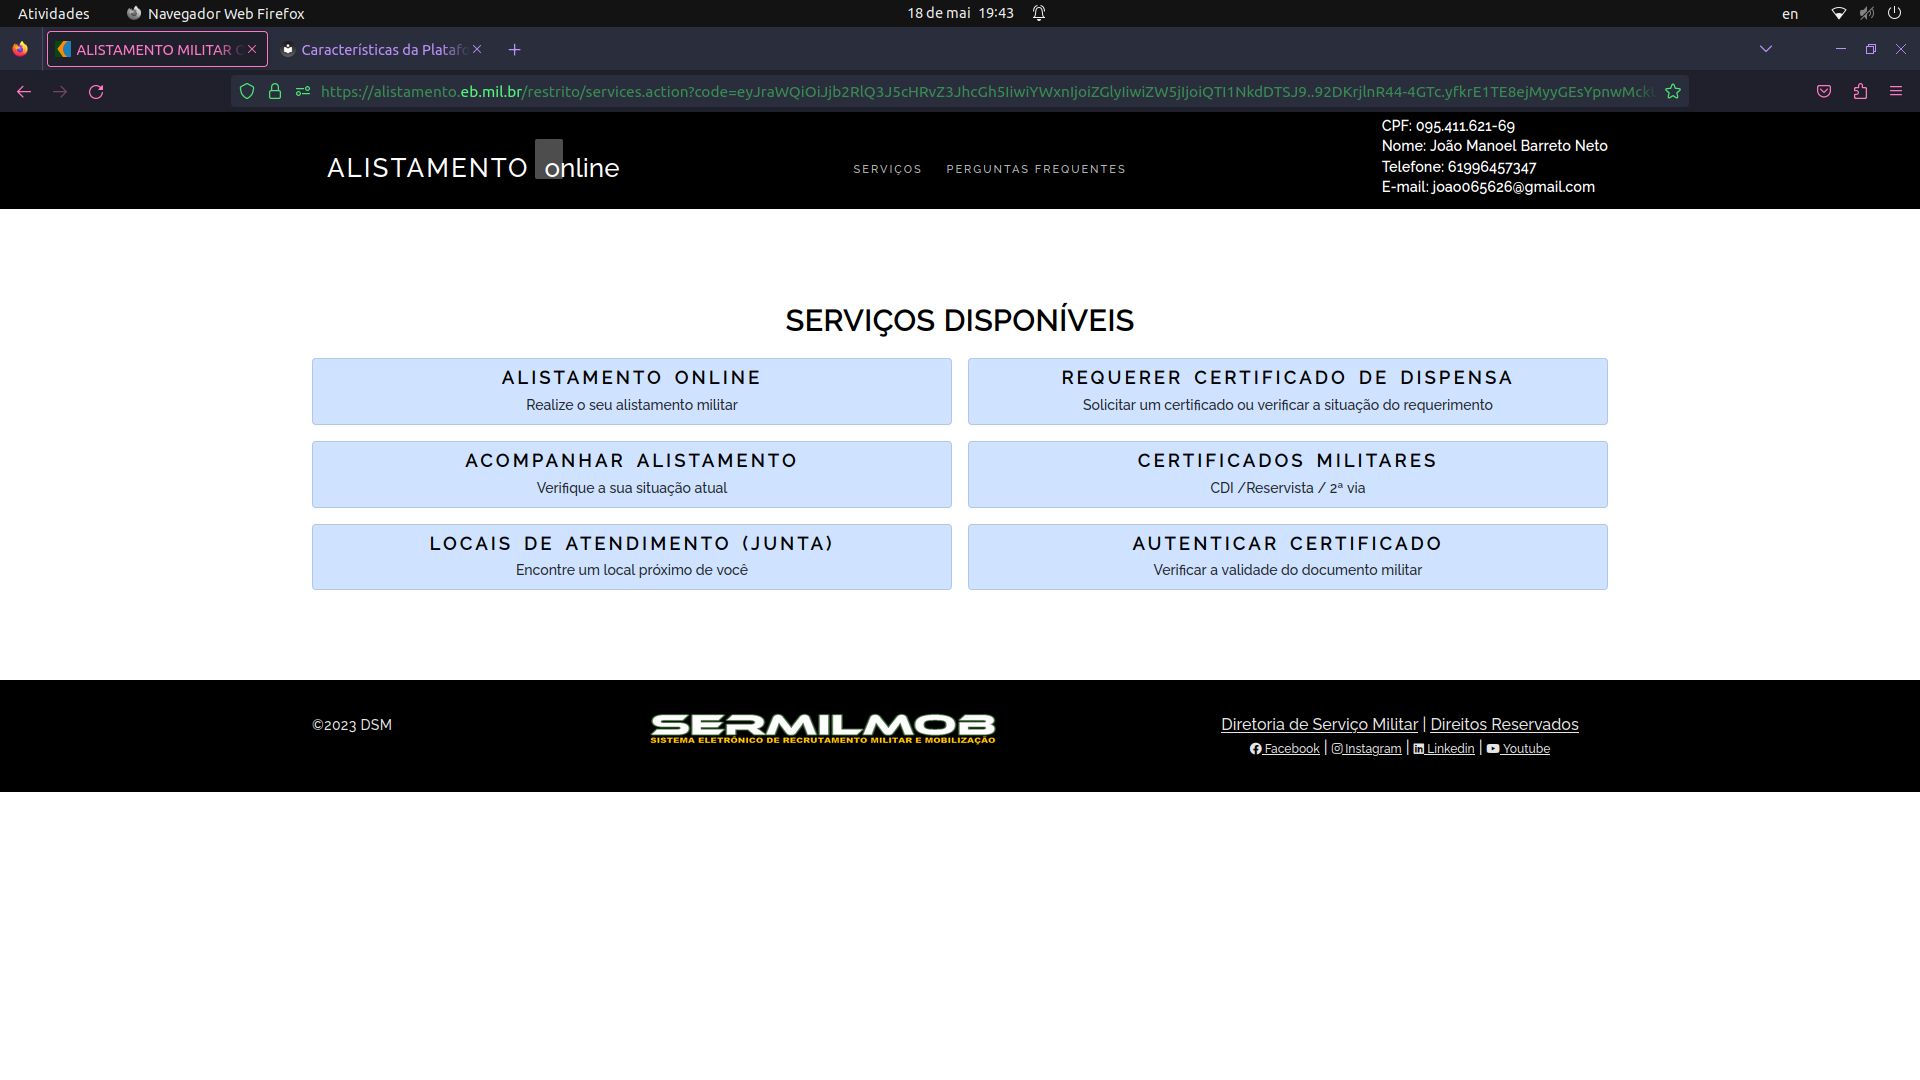 Atividades
Navegador Web Firefox
18 de mai 19:43
en
ALISTAMENTO MILITAR
Características da Plataf
https://alistamento.eb.mil.br/restrito/services.action?code=
ALISTAMENTO online
SERVIÇOS
PERGUNTAS FREQUENTES
CPF: 095.411.621-69
Nome: João Manoel Barreto Neto
Telefone: 61996457347
E-mail: joao065626@gmail.com
SERVIÇOS DISPONÍVEIS
ALISTAMENTO ONLINE
Realize o seu alistamento militar
REQUERER CERTIFICADO DE DISPENSA
Solicitar um certificado ou verificar a situação do requerimento
ACOMPANHAR ALISTAMENTO
Verifique a sua situação atual
CERTIFICADOS MILITARES
CDI /Reservista / 2ª via
LOCAIS DE ATENDIMENTO (JUNTA)
Encontre um local próximo de você
AUTENTICAR CERTIFICADO
Verificar a validade do documento militar
©2023 DSM
SERMILMOB
SISTEMA ELETRÔNICO DE RECRUTAMENTO MILITAR E MOBILIZAÇÃO
Diretoria de Serviço Militar | Direitos Reservados
Facebook | Instagram | Linkedin | Youtube